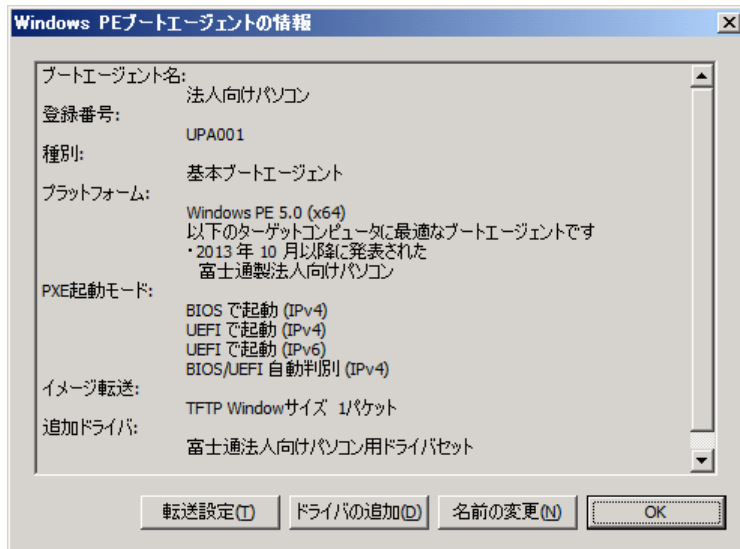 Windows PEブートエージェントの情報
ブートエージェント名:
法人向けパソコン
登録番号:
UPA001
種別:
基本ブートエージェント
プラットフォーム:
Windows PE 5.0 (x64)
以下のターゲットコンピュータに最適なブートエージェントです
・2013 年 10 月以降に発表された
富士通製法人向けパソコン
PXE起動モード:
BIOS で起動 (IPv4)
UEFI で起動 (IPv4)
UEFI で起動 (IPv6)
BIOS/UEFI 自動判別 (IPv4)
イメージ転送:
TFTP Windowサイズ 1パケット
追加ドライバ:
富士通法人向けパソコン用ドライバセット
転送設定(T) ドライバの追加(D) 名前の変更(N) OK